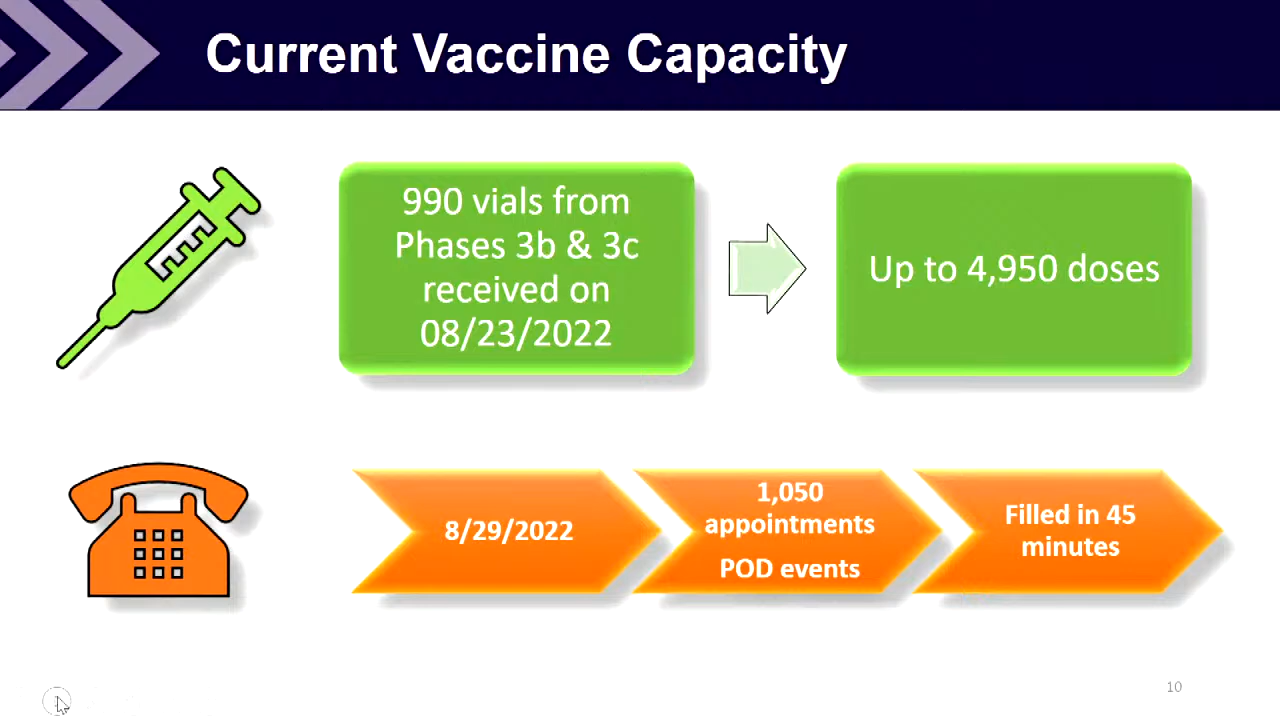 Current Vaccine Capacity
990 vials from
Phases 3b & 3c
received on
08/23/2022
Up to 4,950 doses
8/29/2022
1,050
appointments
POD events
Filled in 45
minutes
10